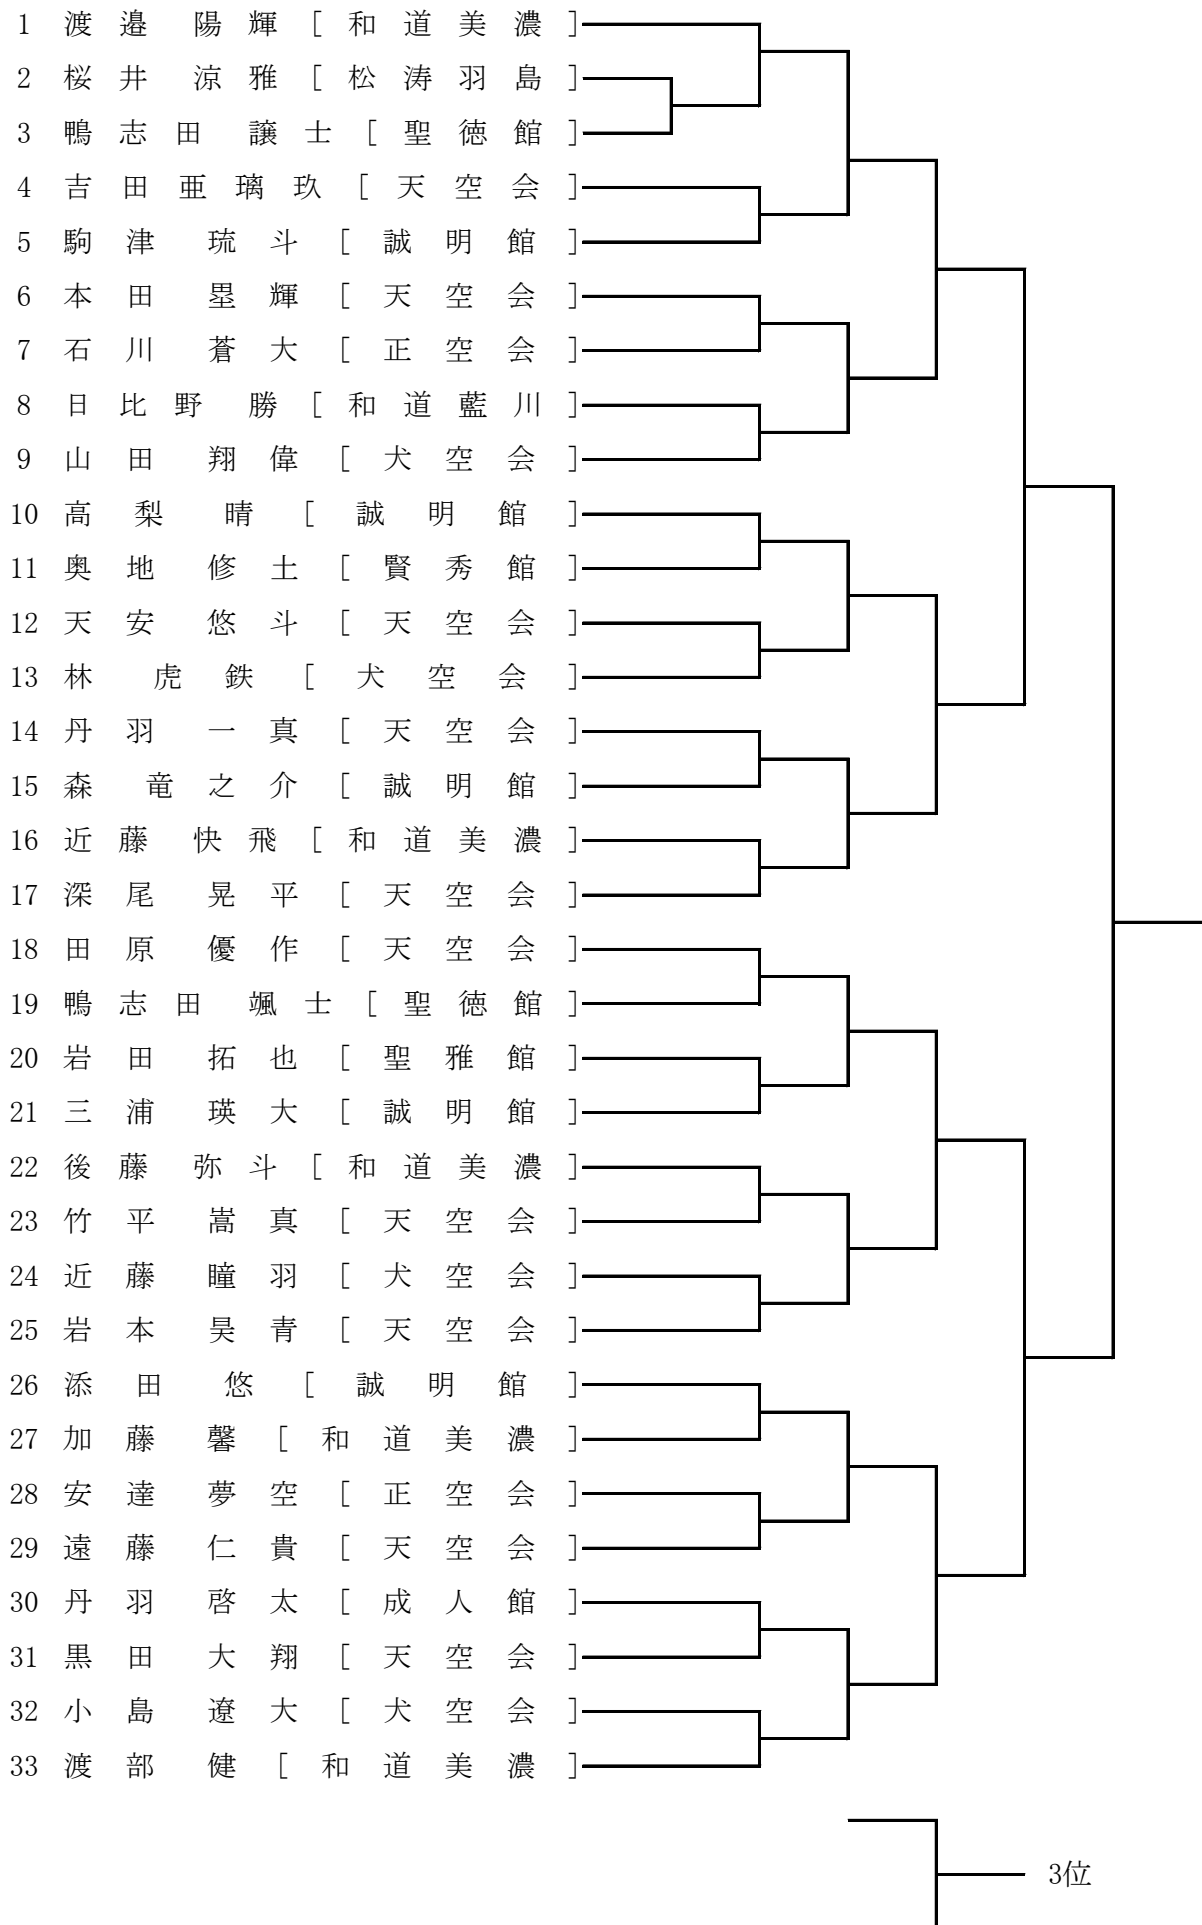 1 渡邉 陽輝 [和道美濃]
2 桜井 涼雅 [松涛羽島]
3 鴨志田 譲士 [聖徳館]
4 吉田亜璃玖 [天空会]
5 駒津 琉斗 [誠明館]
6 本田 塁輝 [天空会]
7 石川 蒼大 [正空会]
8 日比野 勝 [和道藍川]
9 山田 翔偉 [犬空会]
10 高梨 晴 [誠明館]
11 奥地 修士 [賢秀館]
12 天安 悠斗 [天空会]
13 林 虎鉄 [犬空会]
14 丹羽 一真 [天空会]
15 森 竜之介 [誠明館]
16 近藤 快飛 [和道美濃]
17 深尾 晃平 [天空会]
18 田原 優作 [天空会]
19 鴨志田 颯士 [聖徳館]
20 岩田 拓也 [聖雅館]
21 三浦 瑛大 [誠明館]
22 後藤 弥斗 [和道美濃]
23 竹平 嵩真 [天空会]
24 近藤 瞳羽 [犬空会]
25 岩本 昊青 [天空会]
26 添田 悠 [誠明館]
27 加藤 馨 [和道美濃]
28 安達 夢空 [正空会]
29 遠藤 仁貴 [天空会]
30 丹羽 啓太 [成人館]
31 黒田 大翔 [天空会]
32 小島 遼大 [犬空会]
33 渡部 健 [和道美濃]
3位